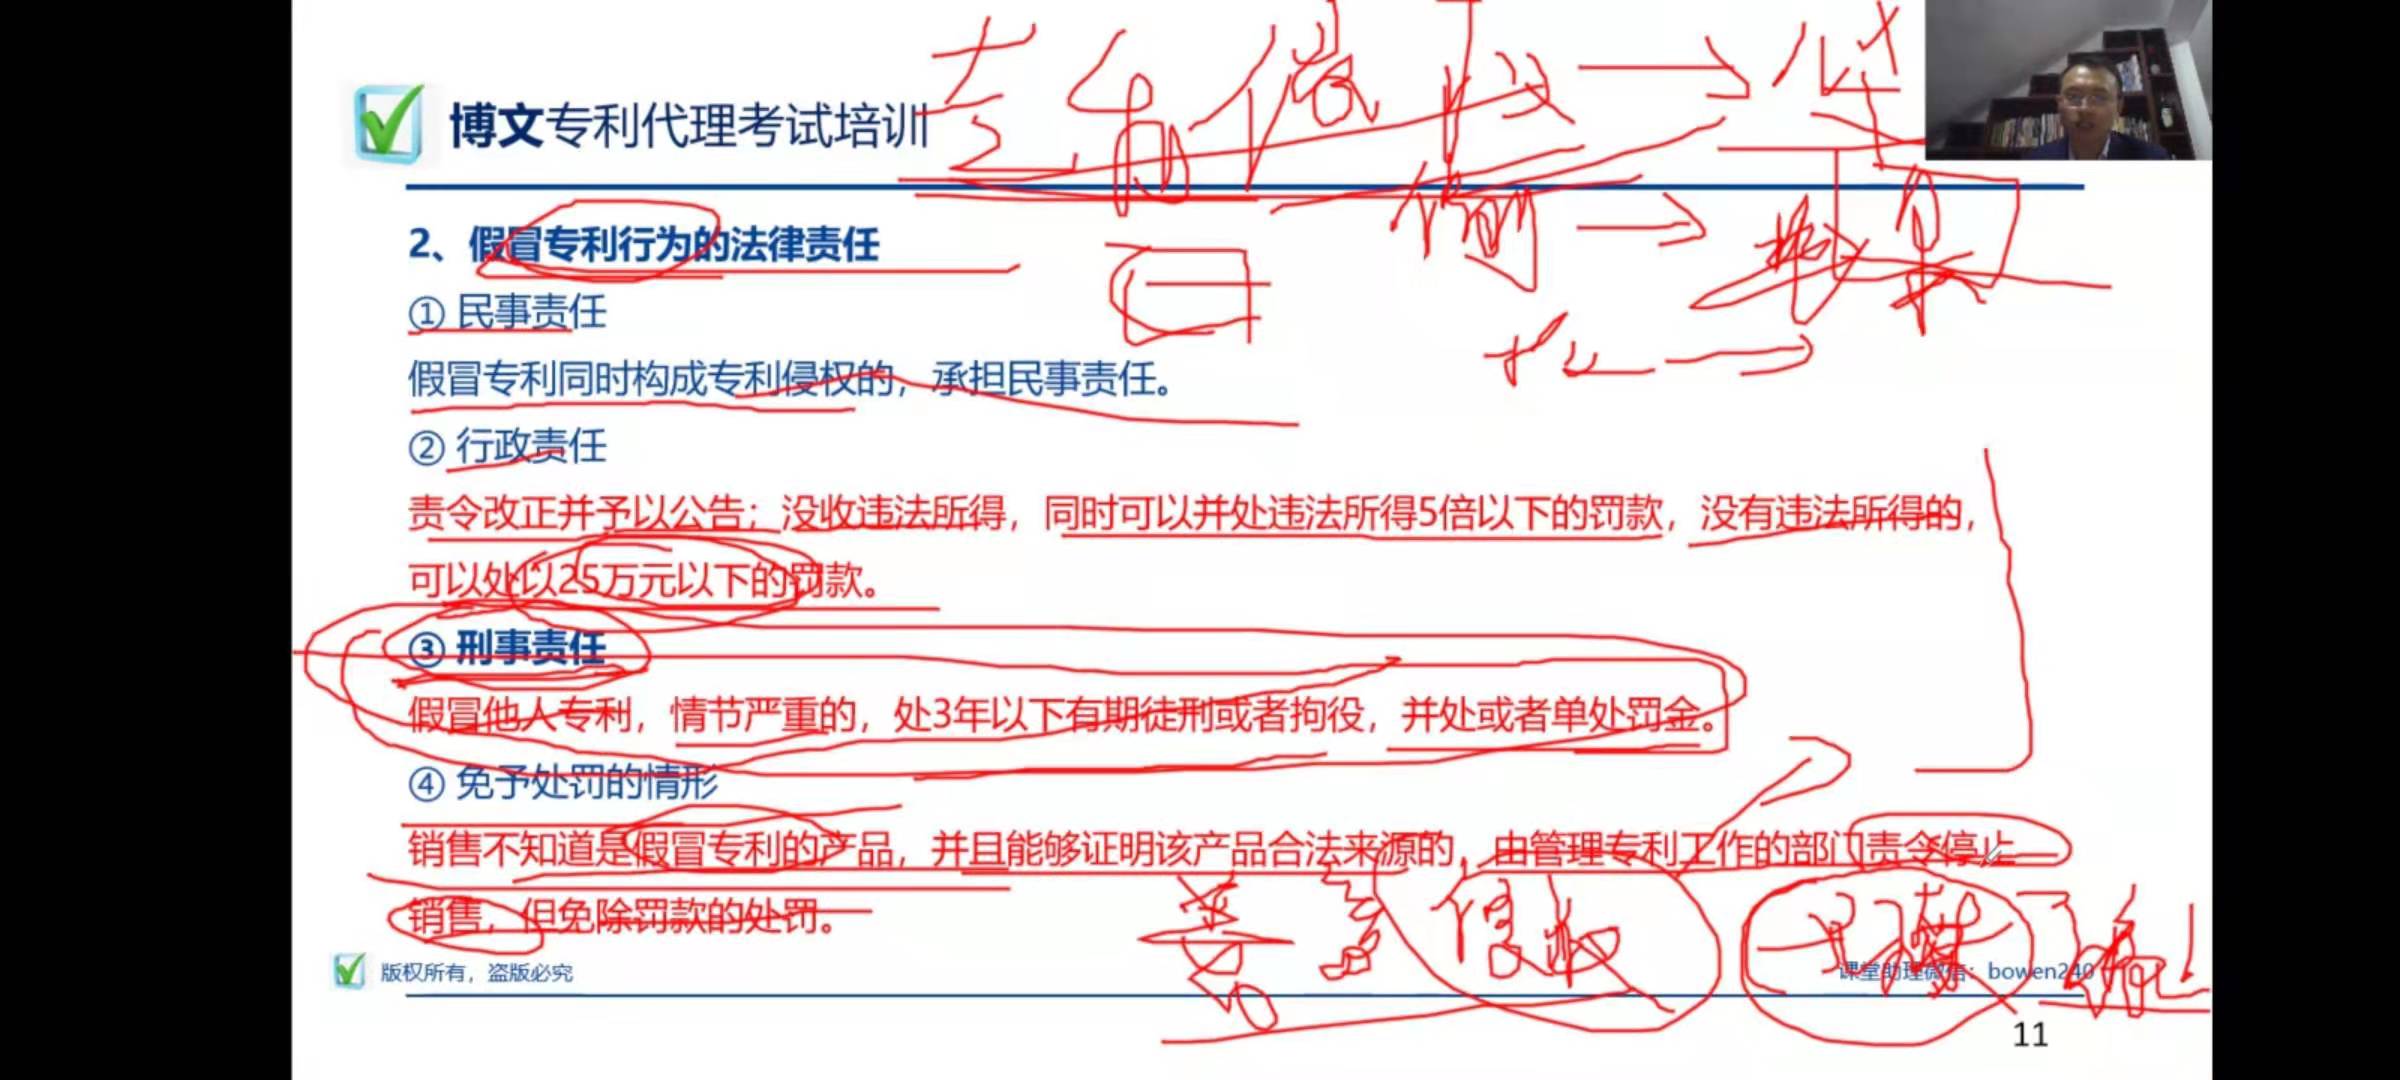 博文专利代理考试培训
2、假冒专利行为的法律责任
① 民事责任
假冒专利同时构成专利侵权的，承担民事责任。
② 行政责任
责令改正并予以公告；没收违法所得，同时可以并处违法所得5倍以下的罚款，没有违法所得的，
可以处以25万元以下的罚款。
③ 刑事责任
假冒他人专利，情节严重的，处3年以下有期徒刑或者拘役，并处或者单处罚金。
④ 免予处罚的情形
销售不知道是假冒专利的产品，并且能够证明该产品合法来源的，由管理专利工作的部门责令停止
销售，但免除罚款的处罚。
版权所有，盗版必究
课堂助理微信：bowen240
11